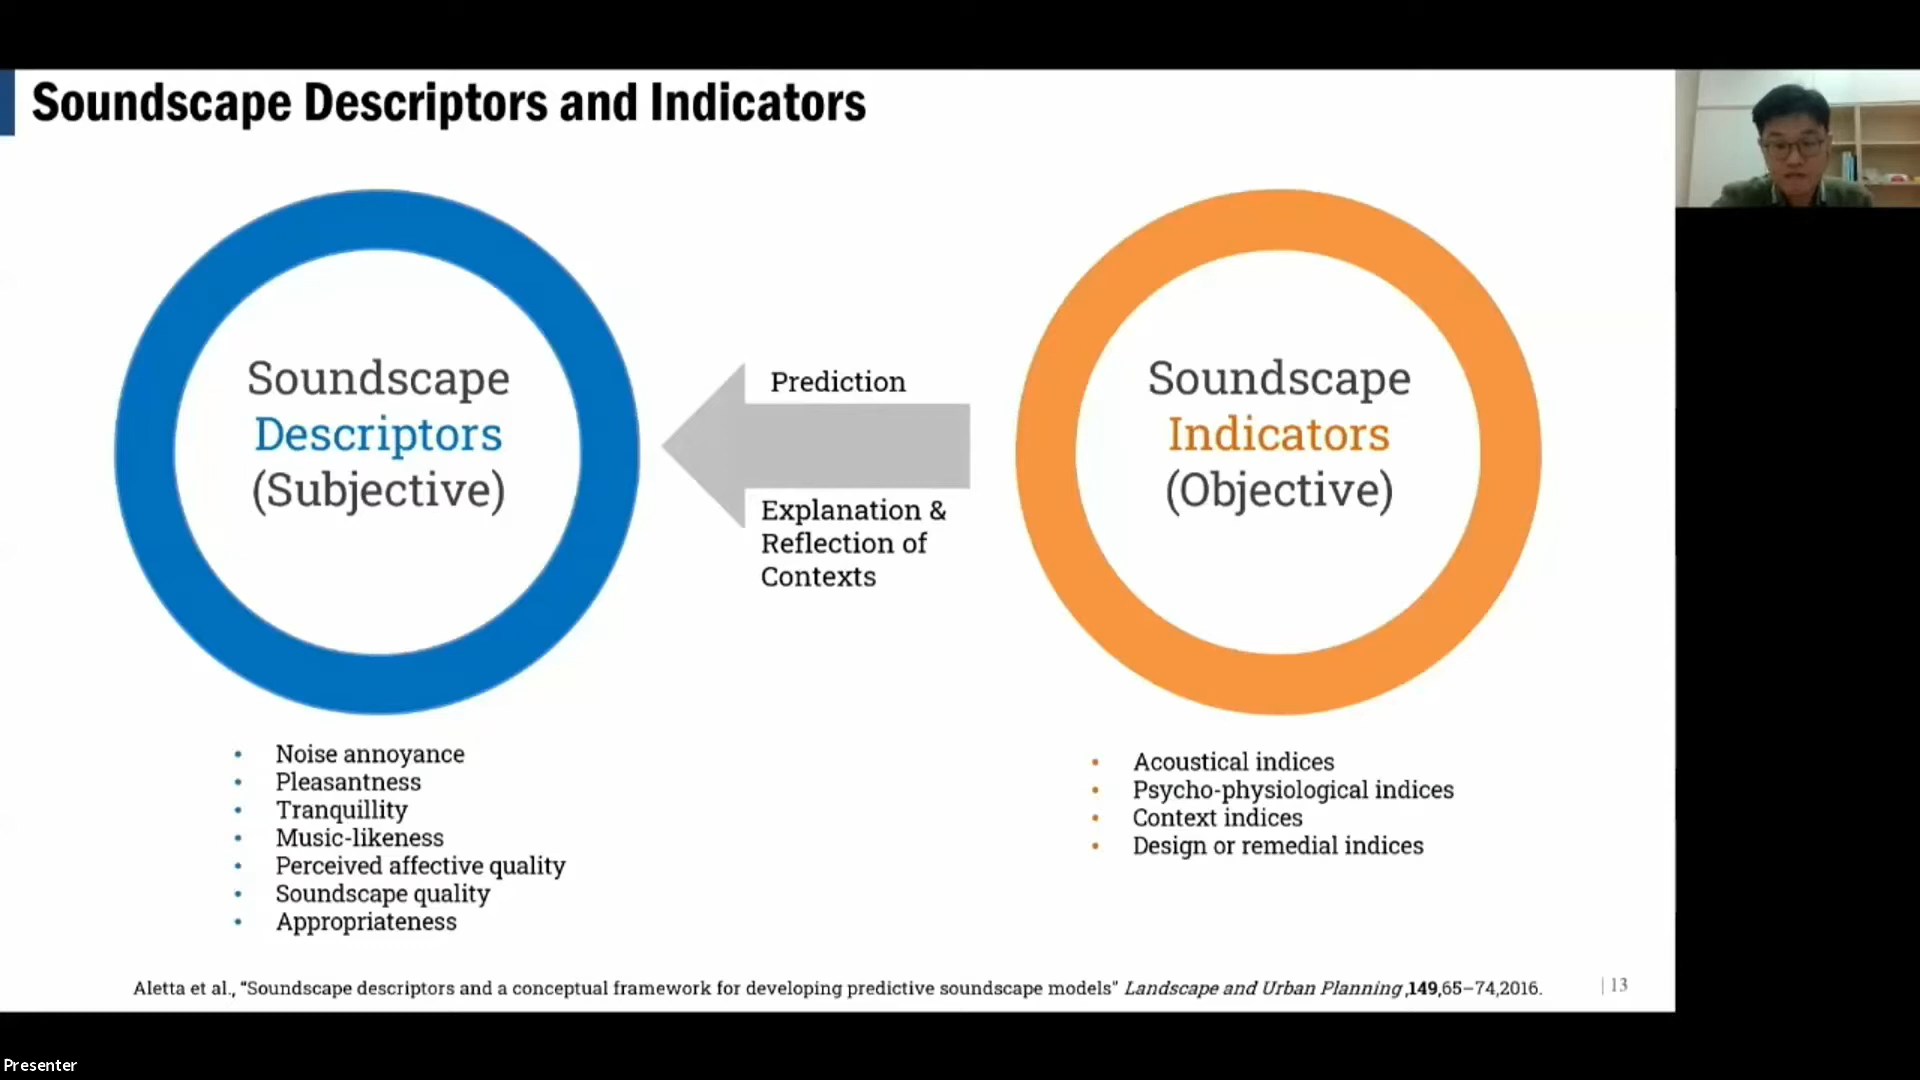 Soundscape Descriptors and Indicators
Soundscape
Descriptors
(Subjective)
Prediction
Explanation &
Reflection of
Contexts
Soundscape
Indicators
(Objective)
• Noise annoyance
• Pleasantness
• Tranquillity
• Music-likeness
• Perceived affective quality
• Soundscape quality
• Appropriateness
• Acoustical indices
• Psycho-physiological indices
• Context indices
• Design or remedial indices
Aletta et al., “Soundscape descriptors and a conceptual framework for developing predictive soundscape models” Landscape and Urban Planning ,149,65–74,2016.
| 13
Presenter